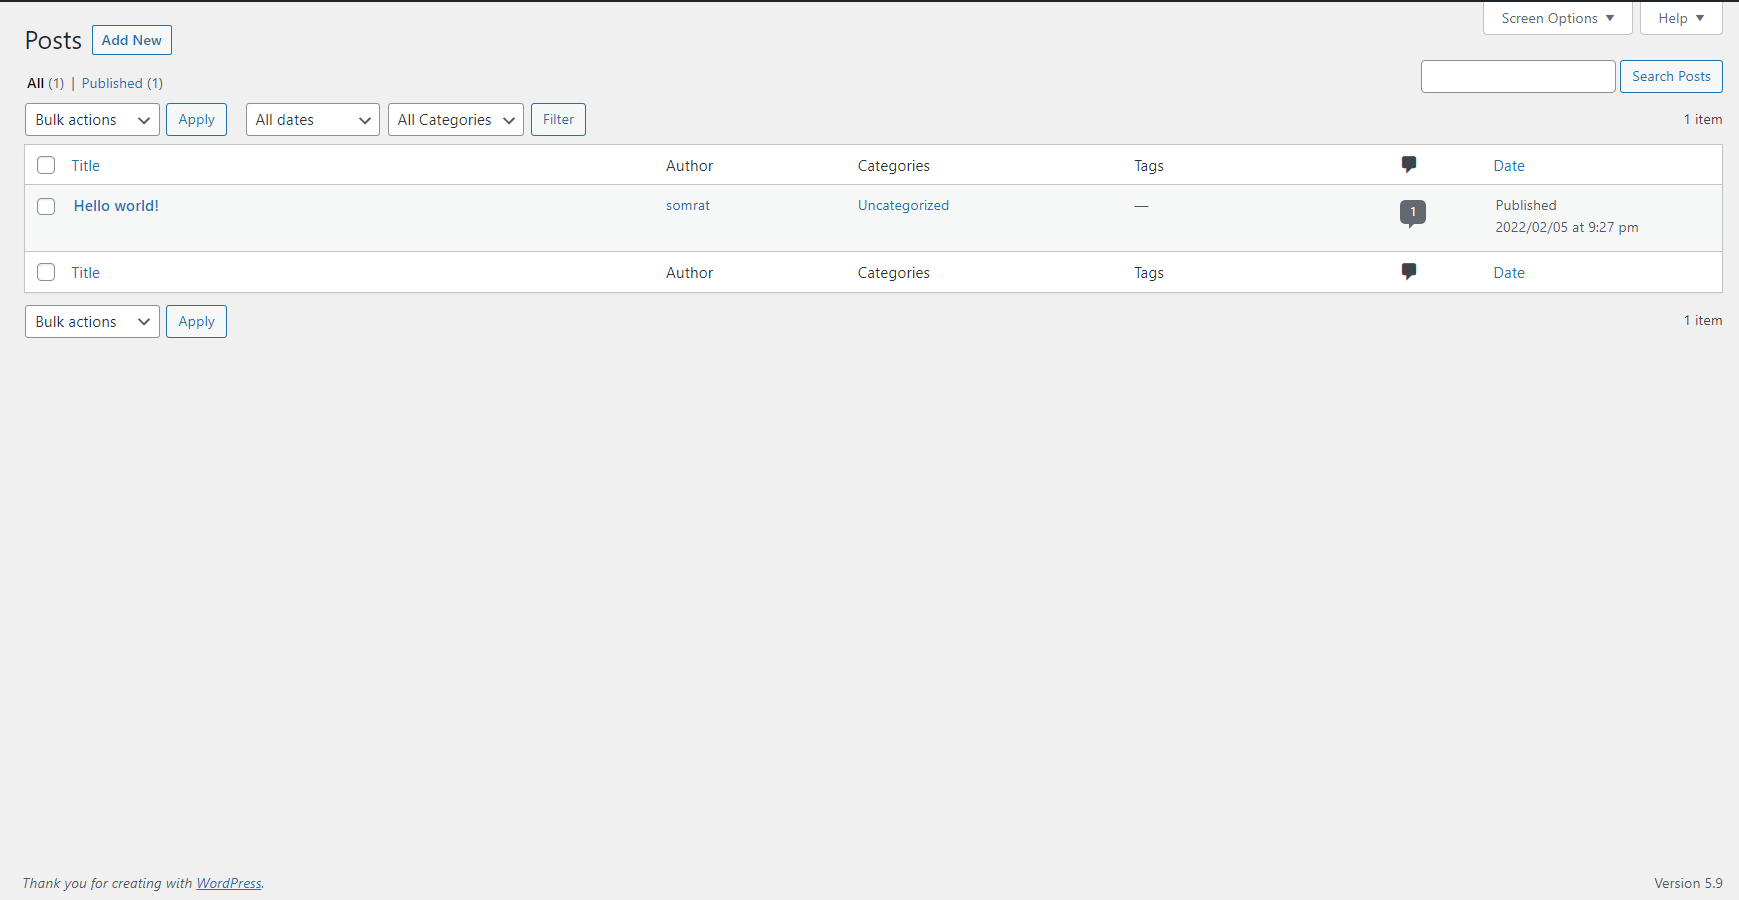 Screen Options ▼ Help ▼
Posts Add New
All (1) | Published (1)
Search Posts
Bulk actions Apply All dates All Categories Filter 1 item
Title Author Categories Tags Date
Hello world! somrat Uncategorized — 1 Published
2022/02/05 at 9:27 pm
Title Author Categories Tags Date
Bulk actions Apply 1 item
Thank you for creating with WordPress. Version 5.9